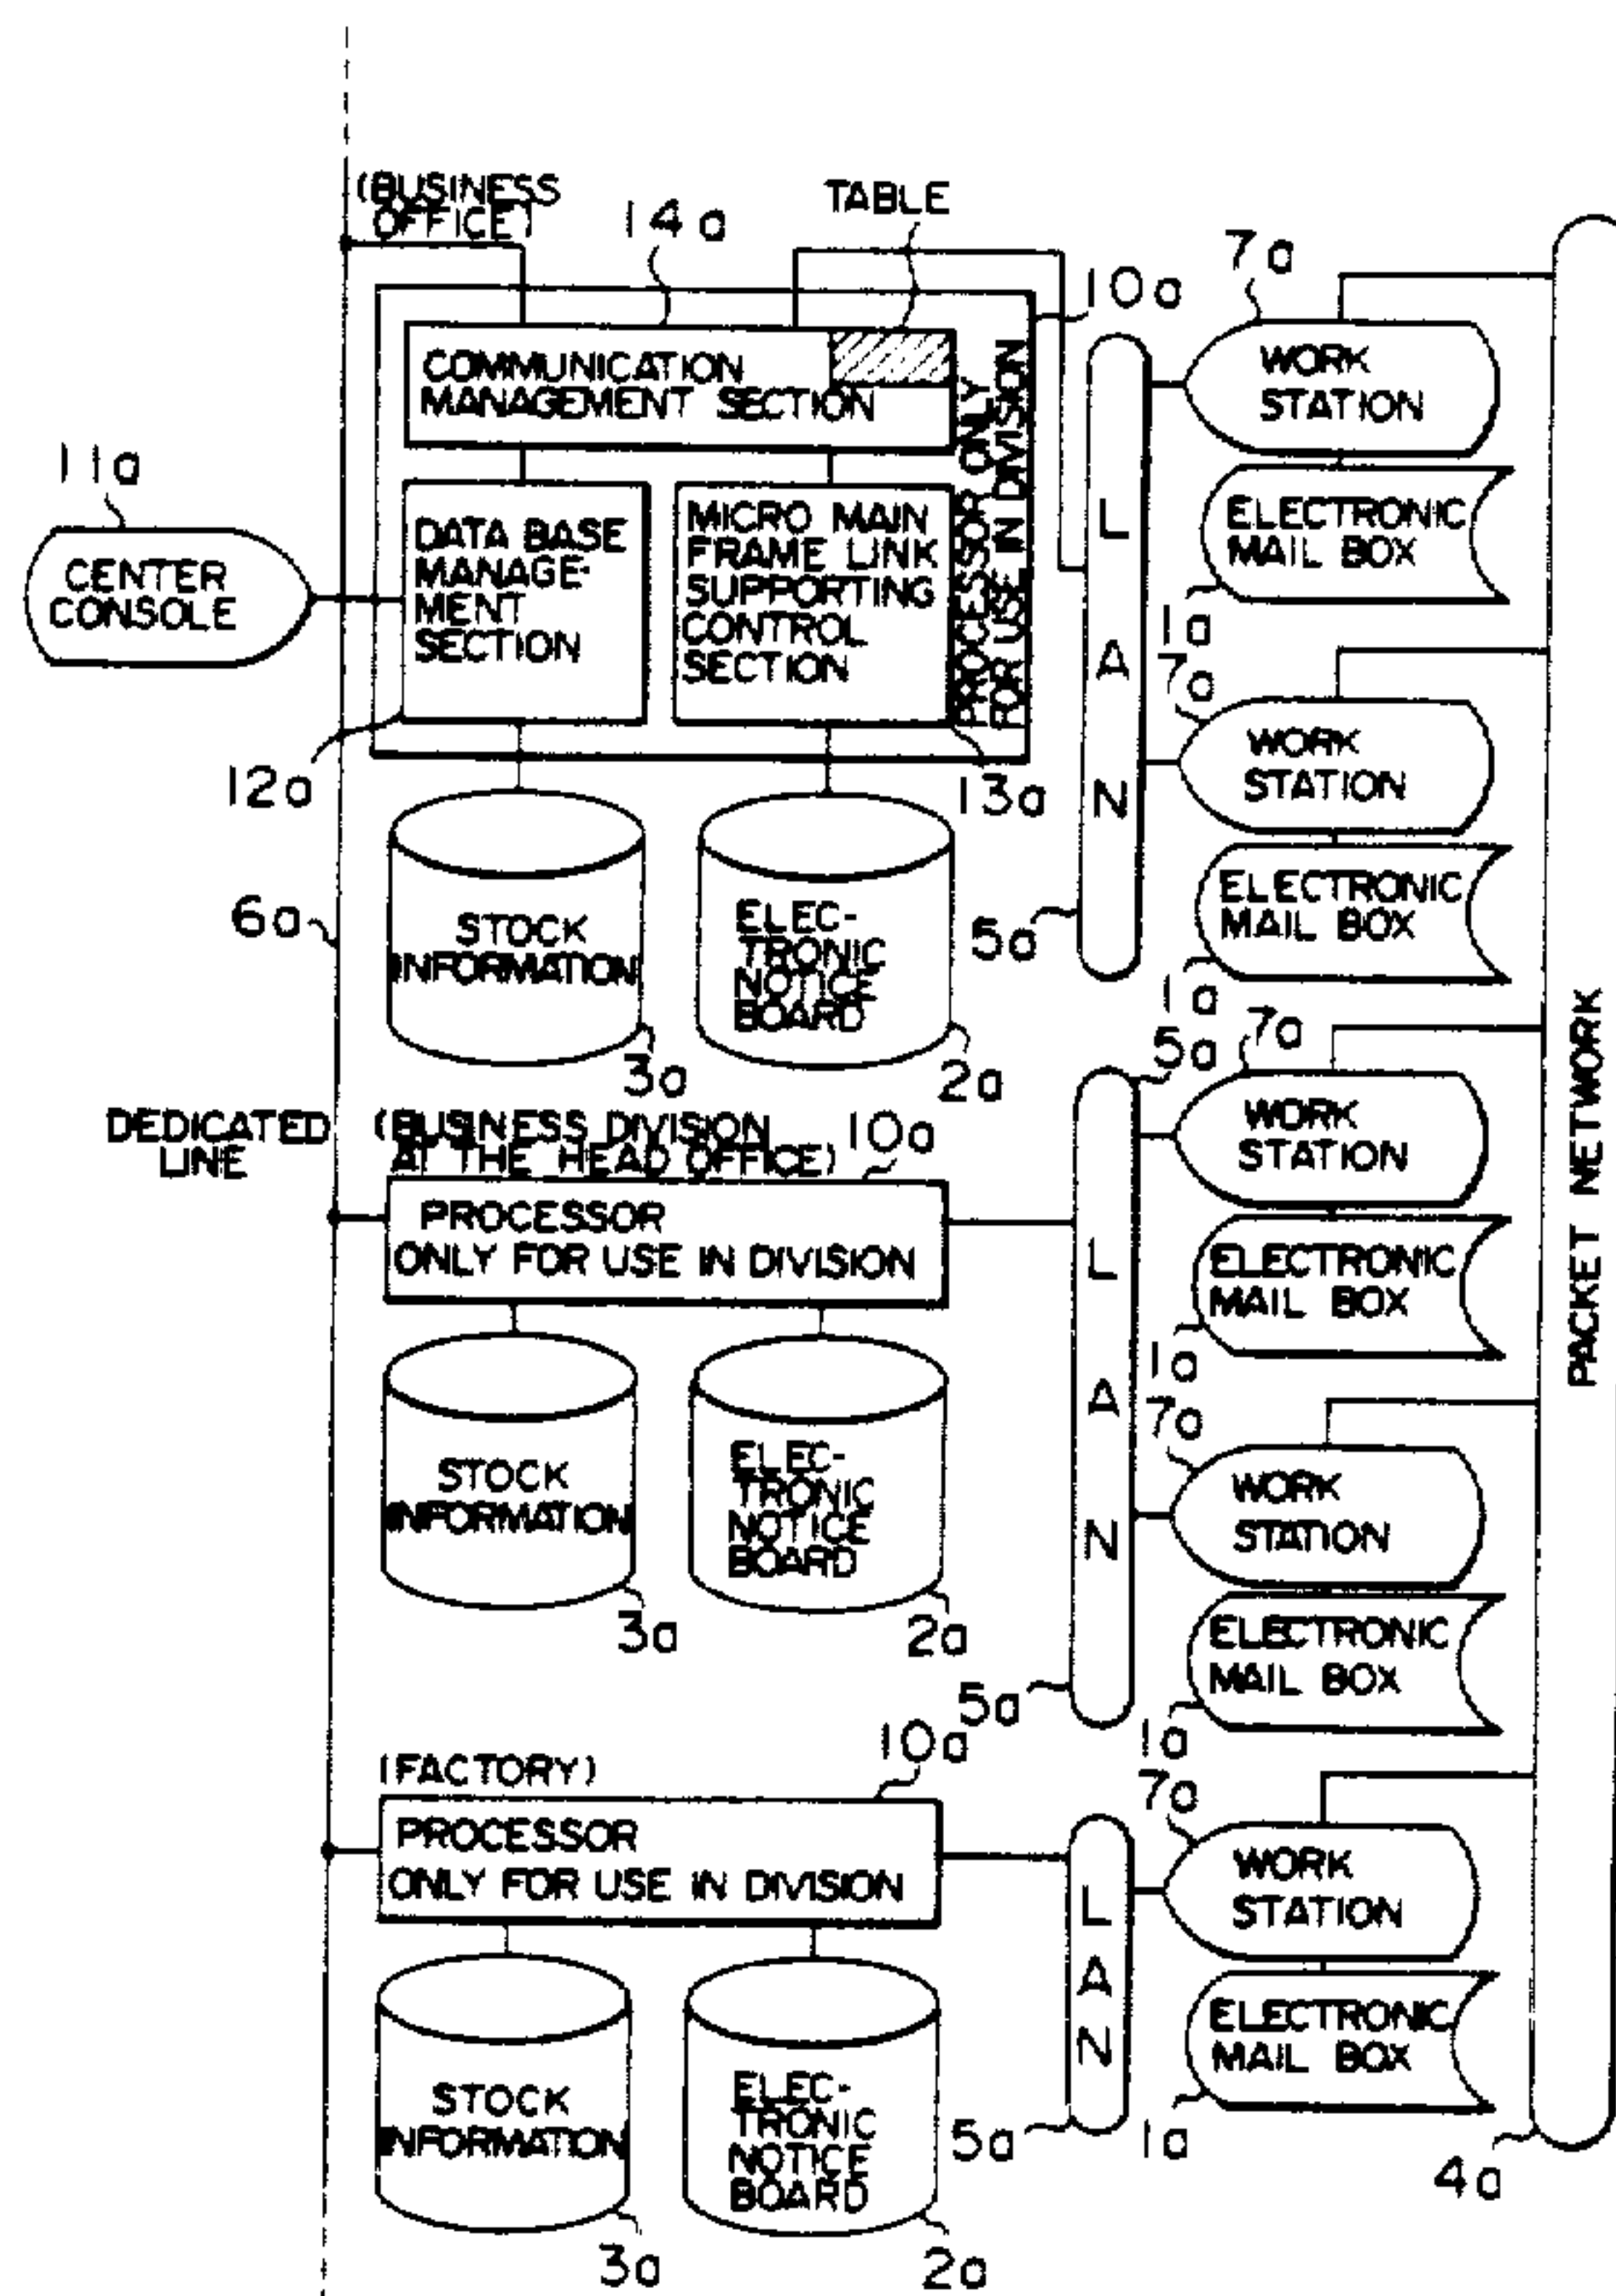 (BUSINESS
OFFICE)
14a
TABLE
7a
10a
COMMUNICATION
MANAGEMENT SECTION
PROCESSOR ONLY
FOR USE IN DIVISION
WORK
STATION
11a
CENTER
CONSOLE
DATA BASE
MANAGE-
MENT
SECTION
MICRO MAIN
FRAME LINK
SUPPORTING
CONTROL
SECTION
LAN
ELECTRONIC
MAIL BOX
1a
7a
WORK
STATION
12a
13a
ELECTRONIC
MAIL BOX
6a
STOCK
INFORMATION
ELEC-
TRONIC
NOTICE
BOARD
5a
1a
3a
2a
5a
7a
DEDICATED
LINE
(BUSINESS DIVISION
AT THE HEAD OFFICE)
10a
WORK
STATION
PACKET NETWORK
PROCESSOR
ONLY FOR USE IN DIVISION
LAN
ELECTRONIC
MAIL BOX
1a
7a
STOCK
INFORMATION
ELEC-
TRONIC
NOTICE
BOARD
WORK
STATION
3a
2a
ELECTRONIC
MAIL BOX
5a
1a
(FACTORY)
10a
7a
PROCESSOR
ONLY FOR USE IN DIVISION
LAN
WORK
STATION
STOCK
INFORMATION
ELEC-
TRONIC
NOTICE
BOARD
ELECTRONIC
MAIL BOX
5a
1a
4a
3a
2a